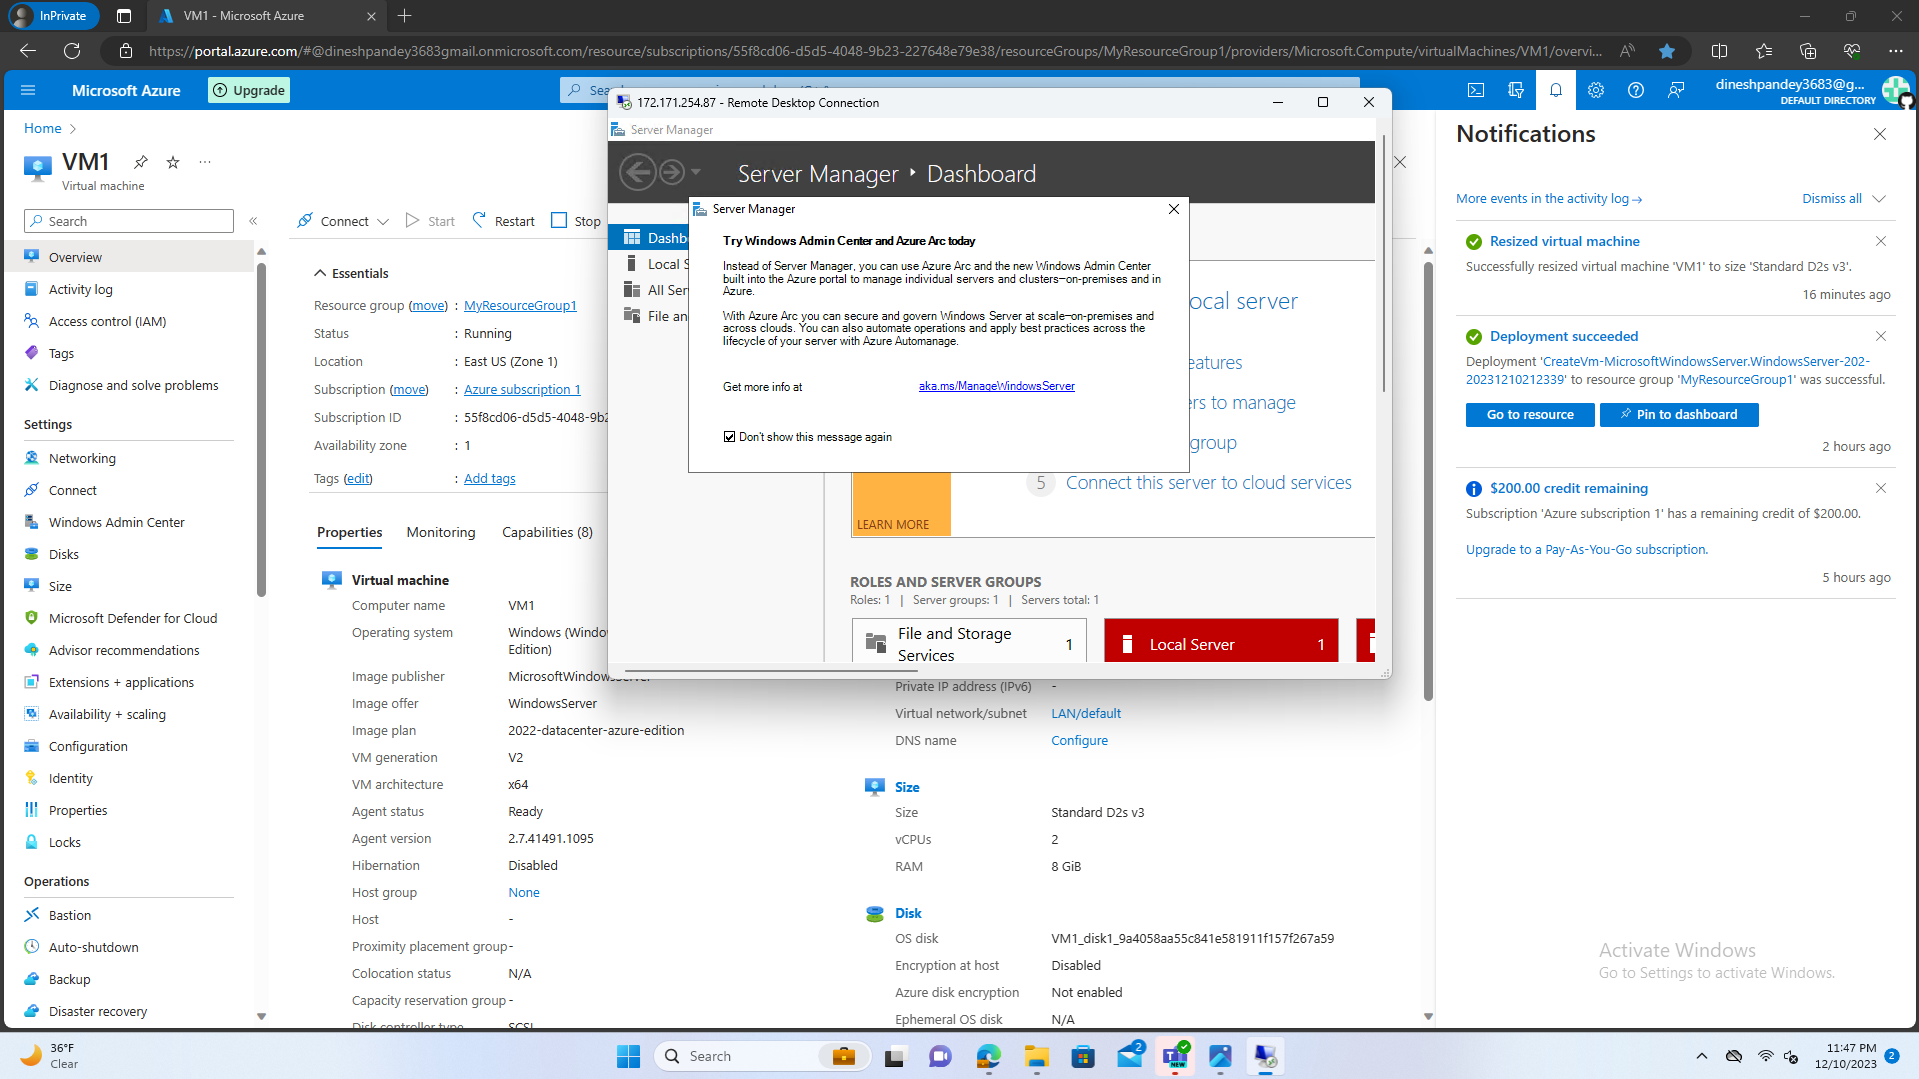 InPrivate
VM1 - Microsoft Azure
https://portal.azure.com/#@dineshpandey3683gmail.onmicrosoft.com/resource/subscriptions/55f8cd06-d5d5-4048-9b23-227648e79e38/resourceGroups/MyResourceGroup1/providers/Microsoft.Compute/virtualMachines/VM1/overvi...
Microsoft Azure
Upgrade
dineshpandey3683@g...
DEFAULT DIRECTORY
Home
VM1
Virtual machine
Search
Overview
Activity log
Access control (IAM)
Tags
Diagnose and solve problems
Settings
Networking
Connect
Windows Admin Center
Disks
Size
Microsoft Defender for Cloud
Advisor recommendations
Extensions + applications
Availability + scaling
Configuration
Identity
Properties
Locks
Operations
Bastion
Auto-shutdown
Backup
Disaster recovery
Connect
Start
Restart
Stop
Essentials
Resource group (move) : MyResourceGroup1
Status : Running
Location : East US (Zone 1)
Subscription (move) : Azure subscription 1
Subscription ID : 55f8cd06-d5d5-4048-9b2
Availability zone : 1
Tags (edit) : Add tags
Properties
Monitoring
Capabilities (8)
Virtual machine
Computer name VM1
Operating system Windows (Windo
Edition)
Image publisher MicrosoftWindowsServer
Image offer WindowsServer
Image plan 2022-datacenter-azure-edition
VM generation V2
VM architecture x64
Agent status Ready
Agent version 2.7.41491.1095
Hibernation Disabled
Host group None
Host -
Proximity placement group -
Colocation status N/A
Capacity reservation group -
Disk controller type SCSI
172.171.254.87 - Remote Desktop Connection
Server Manager
Server Manager ‣ Dashboard
Dashb
Local S
All Ser
File an
Server Manager
Try Windows Admin Center and Azure Arc today
Instead of Server Manager, you can use Azure Arc and the new Windows Admin Center
built into the Azure portal to manage individual servers and clusters—on-premises and in
Azure.
With Azure Arc you can secure and govern Windows Server at scale—on-premises and
across clouds. You can also automate operations and apply best practices across the
lifecycle of your server with Azure Automanage.
Get more info at aka.ms/ManageWindowsServer
Don't show this message again
ocal server
eatures
ers to manage
group
5 Connect this server to cloud services
LEARN MORE
ROLES AND SERVER GROUPS
Roles: 1 | Server groups: 1 | Servers total: 1
File and Storage
Services
1
Local Server 1
Private IP address (IPv6) -
Virtual network/subnet LAN/default
DNS name Configure
Size
Size Standard D2s v3
vCPUs 2
RAM 8 GiB
Disk
OS disk VM1_disk1_9a4058aa55c841e581911f157f267a59
Encryption at host Disabled
Azure disk encryption Not enabled
Ephemeral OS disk N/A
Notifications
More events in the activity log →
Dismiss all
Resized virtual machine
Successfully resized virtual machine 'VM1' to size 'Standard D2s v3'.
16 minutes ago
Deployment succeeded
Deployment 'CreateVm-MicrosoftWindowsServer.WindowsServer-202-
20231210212339' to resource group 'MyResourceGroup1' was successful.
Go to resource
Pin to dashboard
2 hours ago
$200.00 credit remaining
Subscription 'Azure subscription 1' has a remaining credit of $200.00.
Upgrade to a Pay-As-You-Go subscription.
5 hours ago
Activate Windows
Go to Settings to activate Windows.
36°F
Clear
Search
2
NEW
11:47 PM
12/10/2023
2